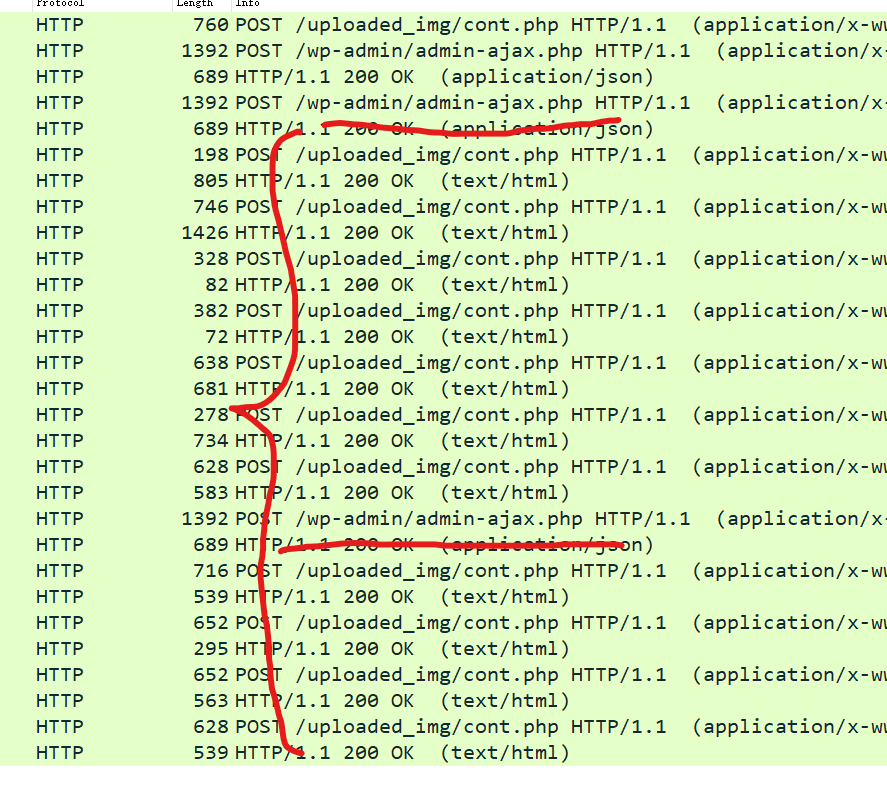 Protocol Length Info
HTTP 760 POST /uploaded_img/cont.php HTTP/1.1 (application/x-ww
HTTP 1392 POST /wp-admin/admin-ajax.php HTTP/1.1 (application/x-
HTTP 689 HTTP/1.1 200 OK (application/json)
HTTP 1392 POST /wp-admin/admin-ajax.php HTTP/1.1 (application/x-
HTTP 689 HTTP/1.1 200 OK (application/json)
HTTP 198 POST /uploaded_img/cont.php HTTP/1.1 (application/x-ww
HTTP 805 HTTP/1.1 200 OK (text/html)
HTTP 746 POST /uploaded_img/cont.php HTTP/1.1 (application/x-ww
HTTP 1426 HTTP/1.1 200 OK (text/html)
HTTP 328 POST /uploaded_img/cont.php HTTP/1.1 (application/x-ww
HTTP 82 HTTP/1.1 200 OK (text/html)
HTTP 382 POST /uploaded_img/cont.php HTTP/1.1 (application/x-ww
HTTP 72 HTTP/1.1 200 OK (text/html)
HTTP 638 POST /uploaded_img/cont.php HTTP/1.1 (application/x-ww
HTTP 681 HTTP/1.1 200 OK (text/html)
HTTP 278 POST /uploaded_img/cont.php HTTP/1.1 (application/x-ww
HTTP 734 HTTP/1.1 200 OK (text/html)
HTTP 628 POST /uploaded_img/cont.php HTTP/1.1 (application/x-ww
HTTP 583 HTTP/1.1 200 OK (text/html)
HTTP 1392 POST /wp-admin/admin-ajax.php HTTP/1.1 (application/x-
HTTP 689 HTTP/1.1 200 OK (application/json)
HTTP 716 POST /uploaded_img/cont.php HTTP/1.1 (application/x-ww
HTTP 539 HTTP/1.1 200 OK (text/html)
HTTP 652 POST /uploaded_img/cont.php HTTP/1.1 (application/x-ww
HTTP 295 HTTP/1.1 200 OK (text/html)
HTTP 652 POST /uploaded_img/cont.php HTTP/1.1 (application/x-ww
HTTP 563 HTTP/1.1 200 OK (text/html)
HTTP 628 POST /uploaded_img/cont.php HTTP/1.1 (application/x-ww
HTTP 539 HTTP/1.1 200 OK (text/html)